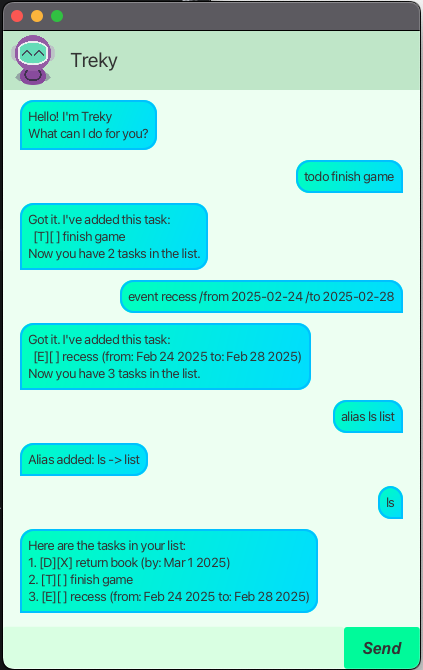 Treky
Hello! I'm Treky
What can I do for you?
todo finish game
Got it. I've added this task:
[T][ ] finish game
Now you have 2 tasks in the list.
event recess /from 2025-02-24 /to 2025-02-28
Got it. I've added this task:
[E][ ] recess (from: Feb 24 2025 to: Feb 28 2025)
Now you have 3 tasks in the list.
alias ls list
Alias added: ls -> list
ls
Here are the tasks in your list:
1. [D][X] return book (by: Mar 1 2025)
2. [T][ ] finish game
3. [E][ ] recess (from: Feb 24 2025 to: Feb 28 2025)
Send